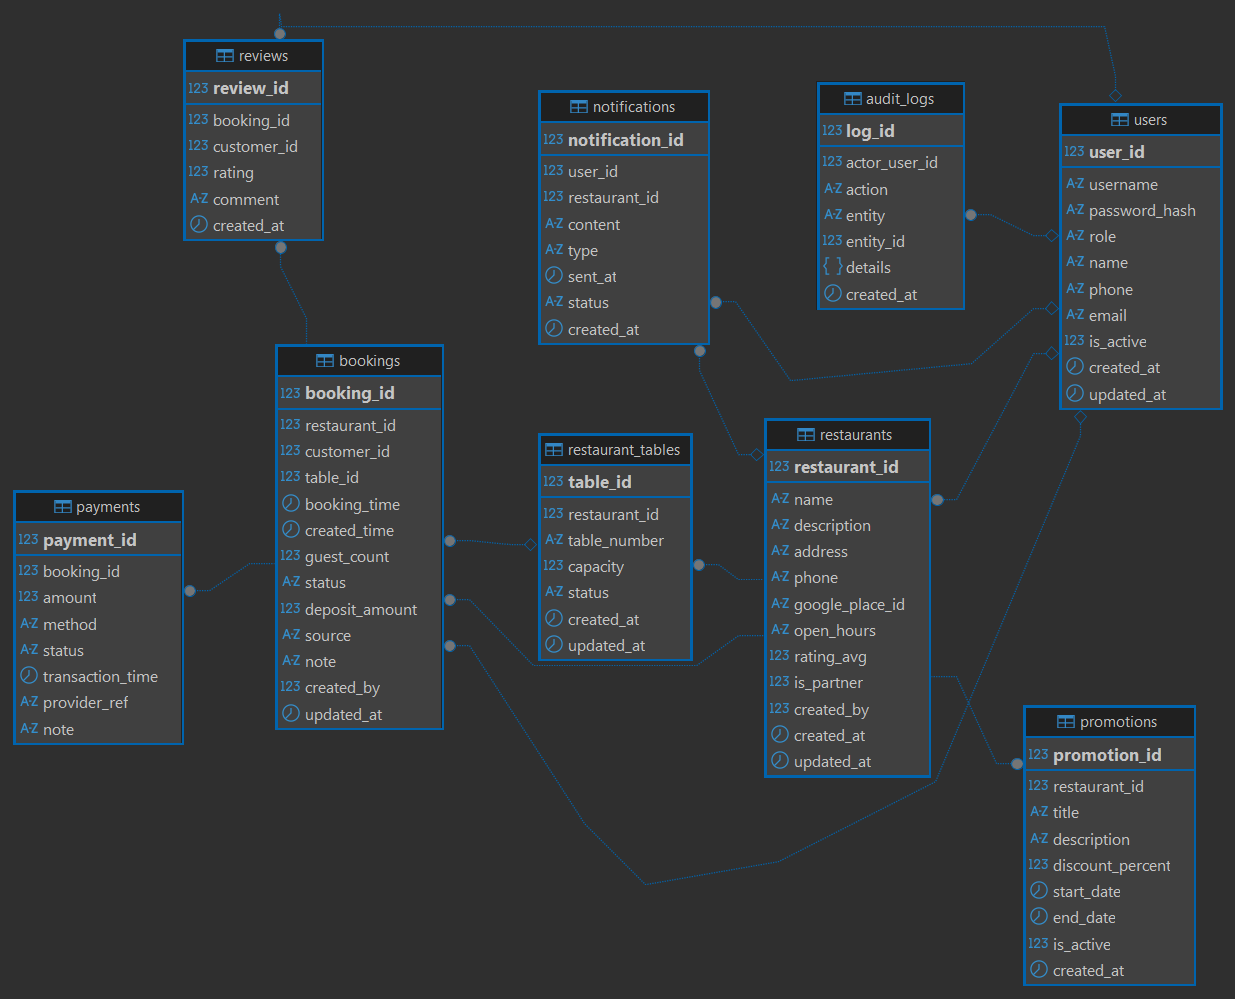 reviews
123 review_id
123 booking_id
123 customer_id
123 rating
A-Z comment
created_at
notifications
123 notification_id
123 user_id
123 restaurant_id
A-Z content
A-Z type
sent_at
A-Z status
created_at
audit_logs
123 log_id
123 actor_user_id
A-Z action
A-Z entity
123 entity_id
{ } details
created_at
users
123 user_id
A-Z username
A-Z password_hash
A-Z role
A-Z name
A-Z phone
A-Z email
123 is_active
created_at
updated_at
bookings
123 booking_id
123 restaurant_id
123 customer_id
123 table_id
booking_time
created_time
123 guest_count
A-Z status
123 deposit_amount
A-Z source
A-Z note
123 created_by
updated_at
restaurant_tables
123 table_id
123 restaurant_id
A-Z table_number
123 capacity
A-Z status
created_at
updated_at
restaurants
123 restaurant_id
A-Z name
A-Z description
A-Z address
A-Z phone
A-Z google_place_id
A-Z open_hours
123 rating_avg
123 is_partner
123 created_by
created_at
updated_at
payments
123 payment_id
123 booking_id
123 amount
A-Z method
A-Z status
transaction_time
A-Z provider_ref
A-Z note
promotions
123 promotion_id
123 restaurant_id
A-Z title
A-Z description
123 discount_percent
start_date
end_date
123 is_active
created_at